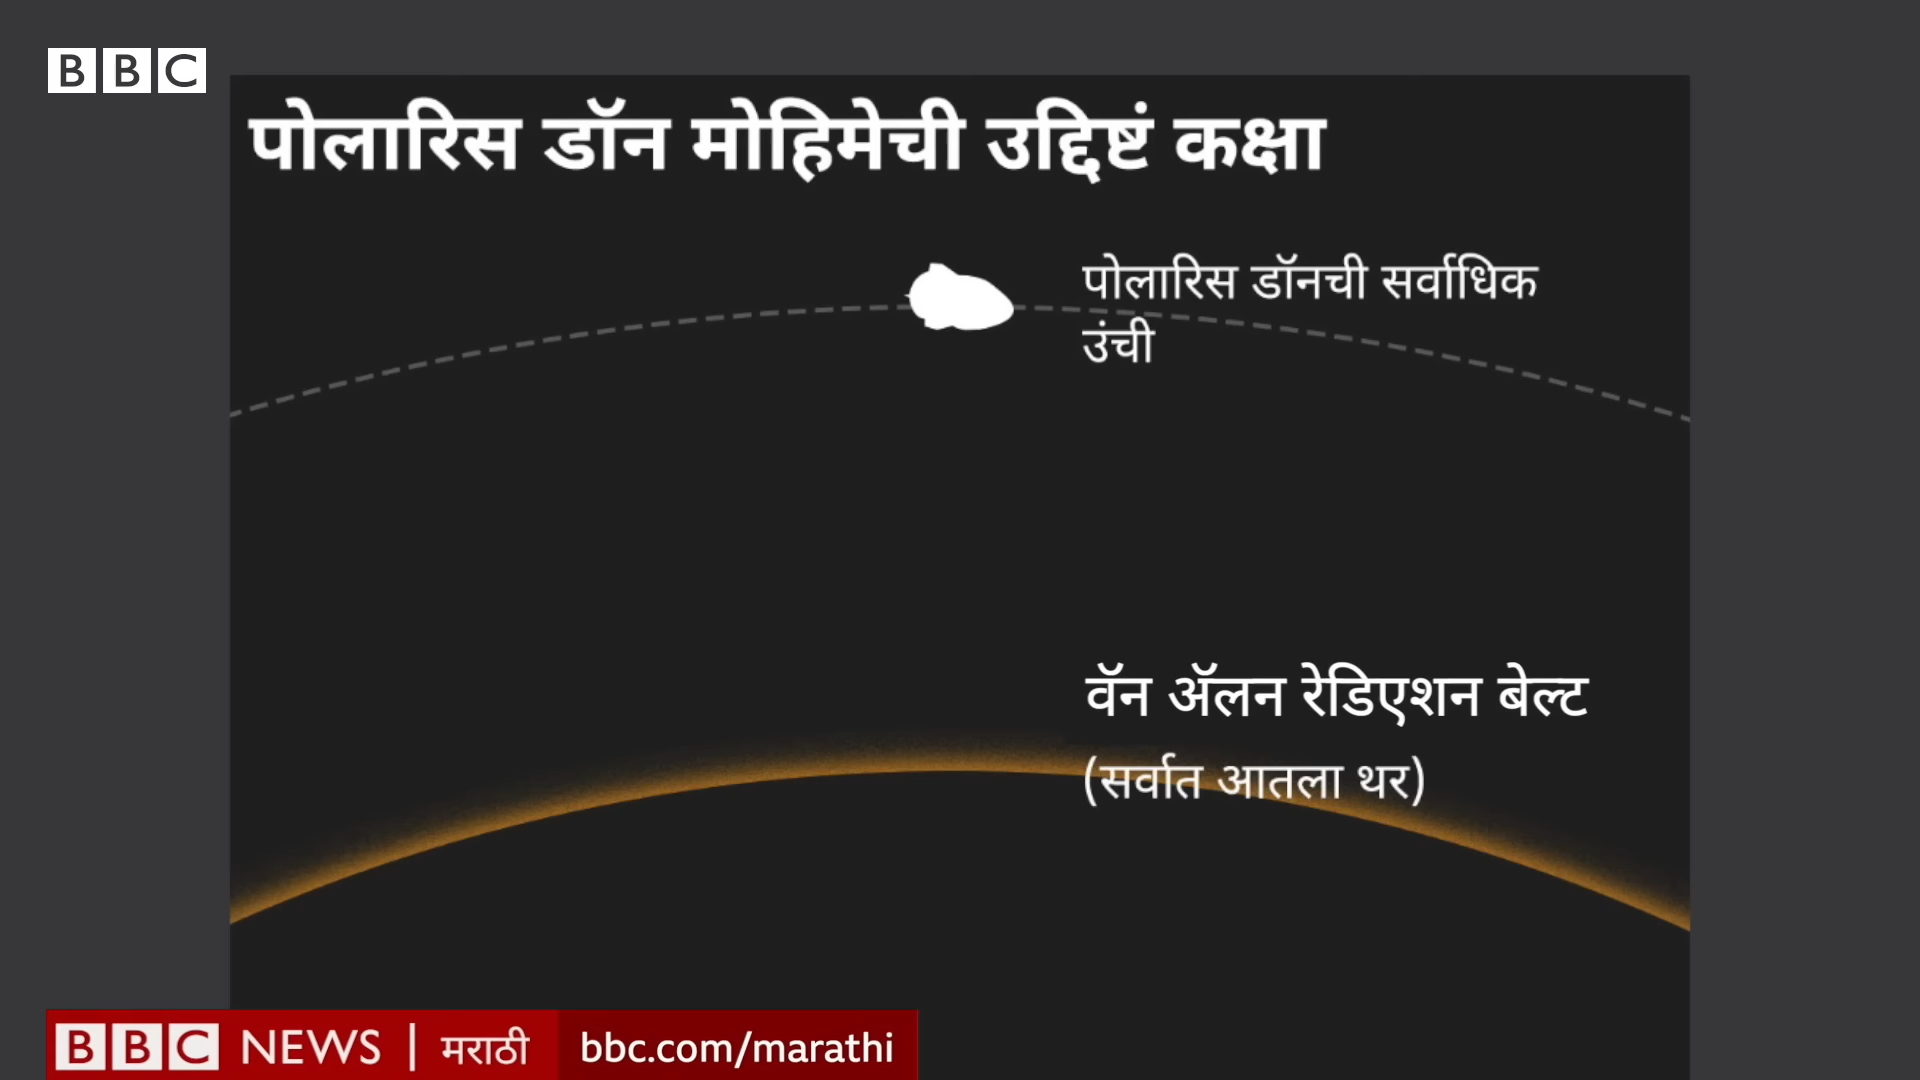 BBC
पोलारिस डॉन मोहिमेची उद्दिष्टं कक्षा
पोलारिस डॉनची सर्वाधिक
उंची
वॅन ॲलन रेडिएशन बेल्ट
(सर्वात आतला थर)
BBC NEWS | मराठी bbc.com/marathi